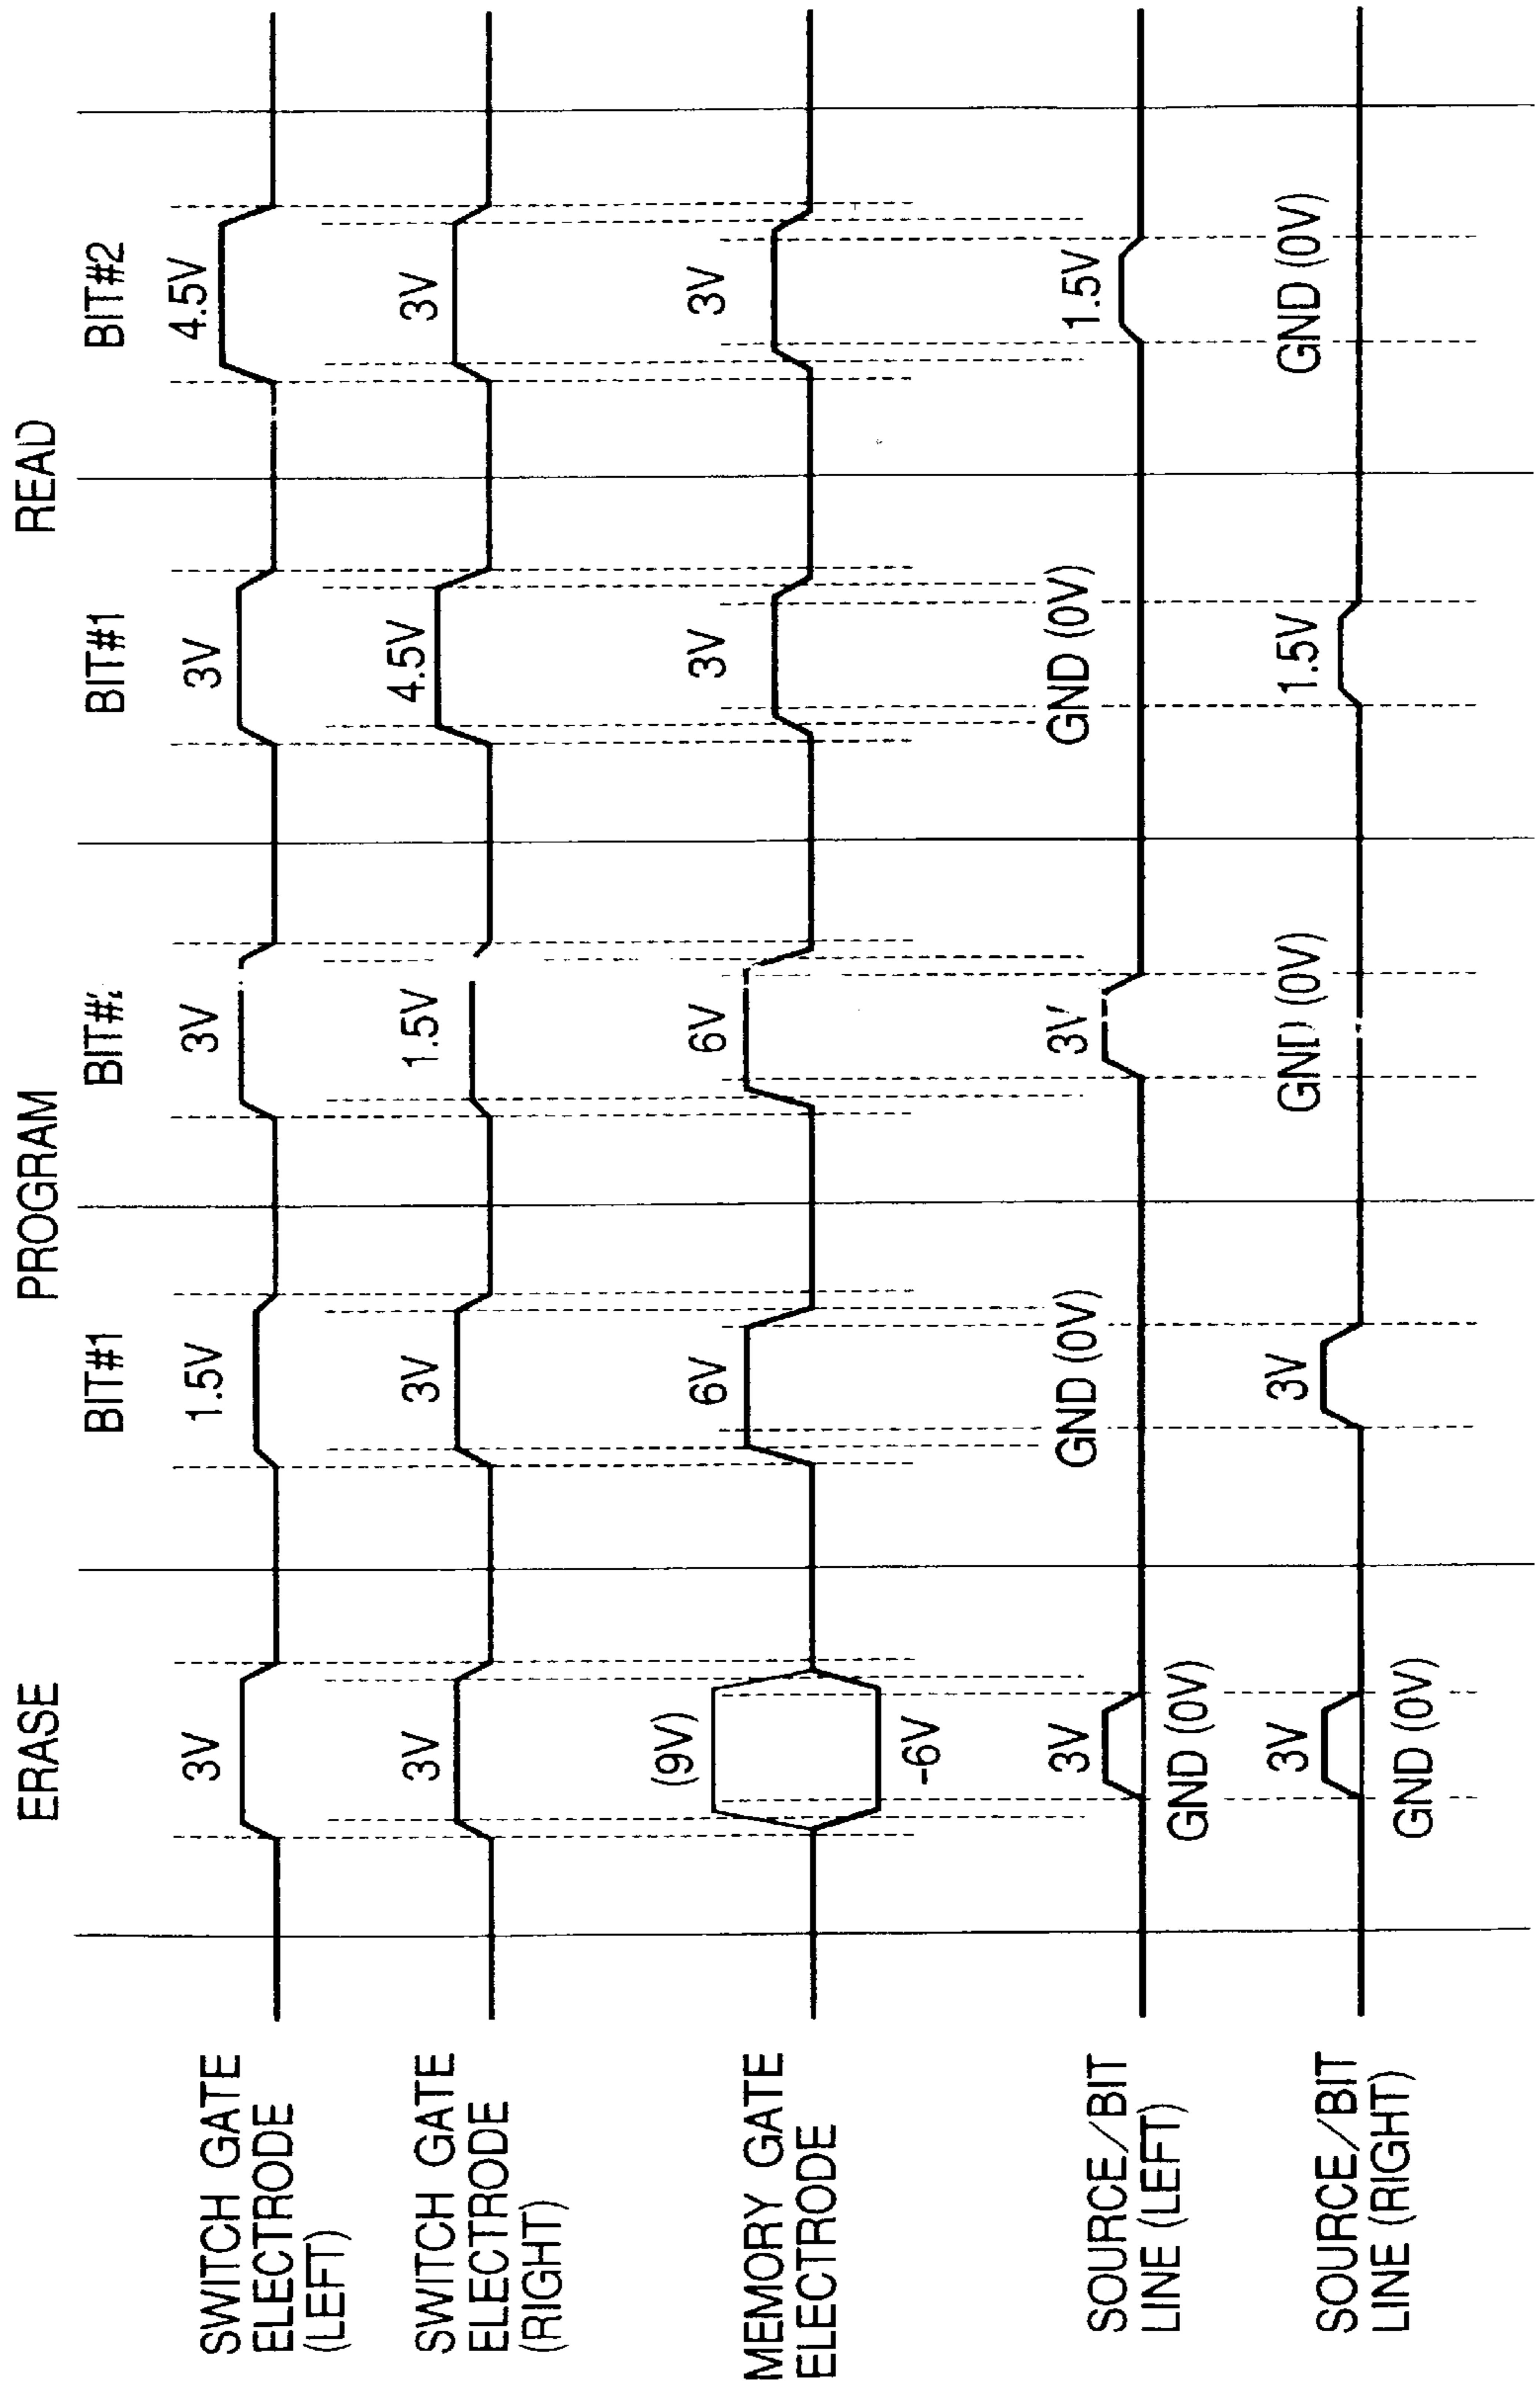 ERASE PROGRAM READ
BIT#1 BIT#2 BIT#1 BIT#2
SWITCH GATE
ELECTRODE
(LEFT)
3V 1.5V 3V 3V 4.5V
SWITCH GATE
ELECTRODE
(RIGHT)
3V 3V 1.5V 4.5V 3V
MEMORY GATE
ELECTRODE
(9V) 6V 6V 3V 3V
-6V
SOURCE/BIT
LINE (LEFT)
3V GND (0V) 3V GND (0V) 1.5V
GND (0V)
SOURCE/BIT
LINE (RIGHT)
3V 3V GND (0V) 1.5V GND (0V)
GND (0V)